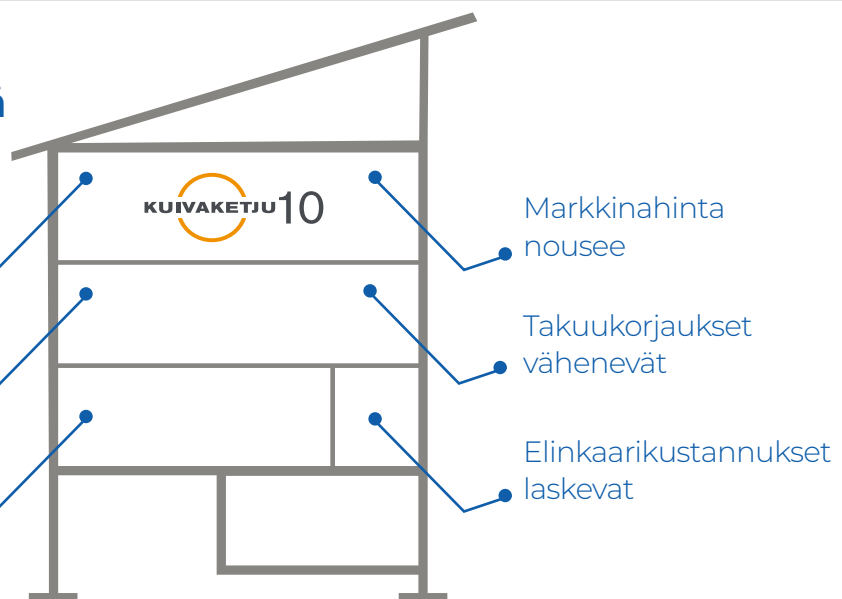 KUIVAKETJU10
Markkinahinta
nousee
Takuukorjaukset
vähenevät
Elinkaarikustannukset
laskevat